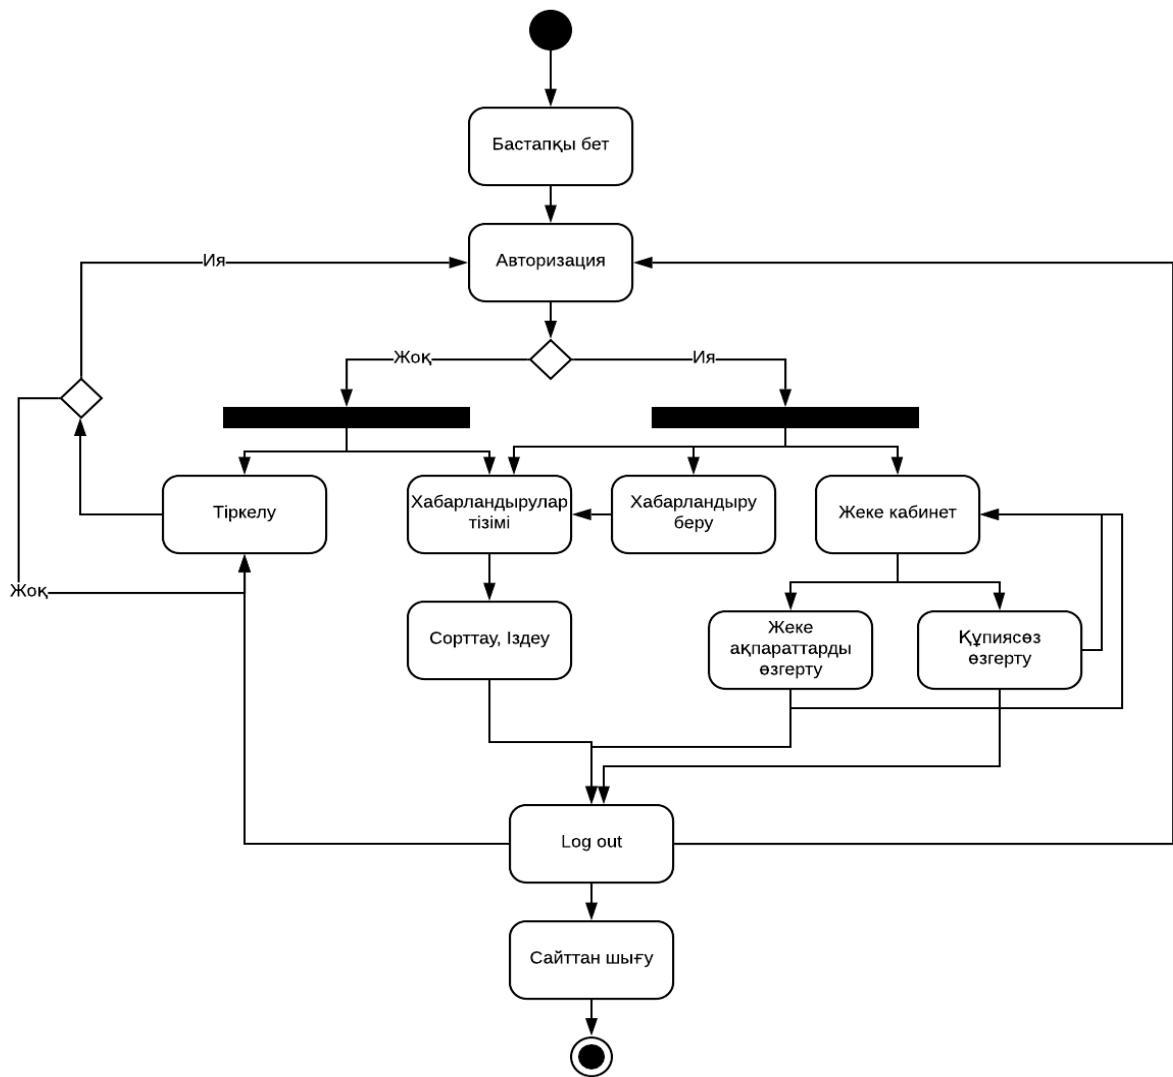 Бастапқы бет
Ия
Авторизация
Жоқ
Ия
Тіркелу
Хабарландырулар
тізімі
Хабарландыру
беру
Жеке кабинет
Жоқ
Сорттау, Іздеу
Жеке
ақпараттарды
өзгерту
Құпиясөз
өзгерту
Log out
Сайттан шығу